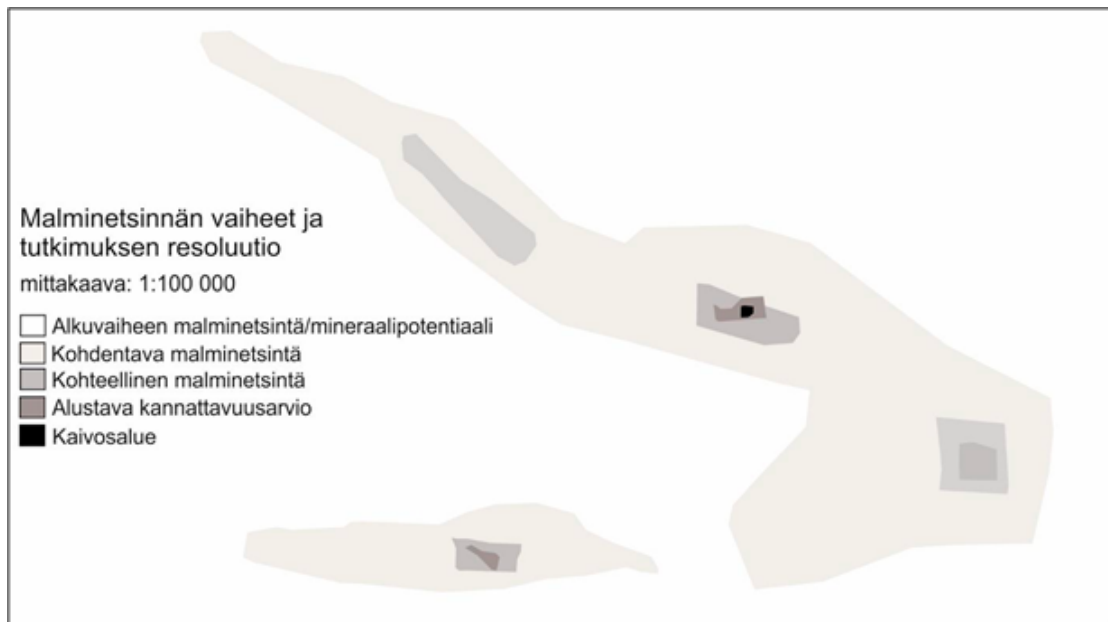 Malminetsinnän vaiheet ja
tutkimuksen resoluutio
mittakaava: 1:100 000
Alkuvaiheen malminetsintä/mineraalipotentiaali
Kohdentava malminetsintä
Kohteellinen malminetsintä
Alustava kannattavuusarvio
Kaivosalue